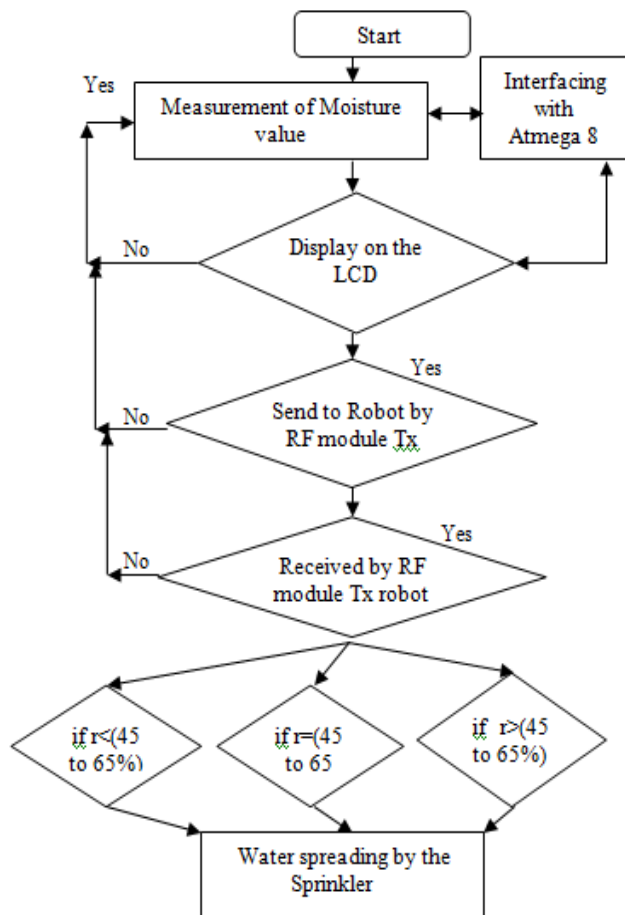 Start
Yes
Measurement of Moisture
value
Interfacing
with
Atmega 8
No
Display on the
LCD
Yes
No
Send to Robot by
RF module Tx
Yes
No
Received by RF
module Tx robot
if r<(45
to 65%)
if r=(45
to 65
if r>(45
to 65%)
Water spreading by the
Sprinkler